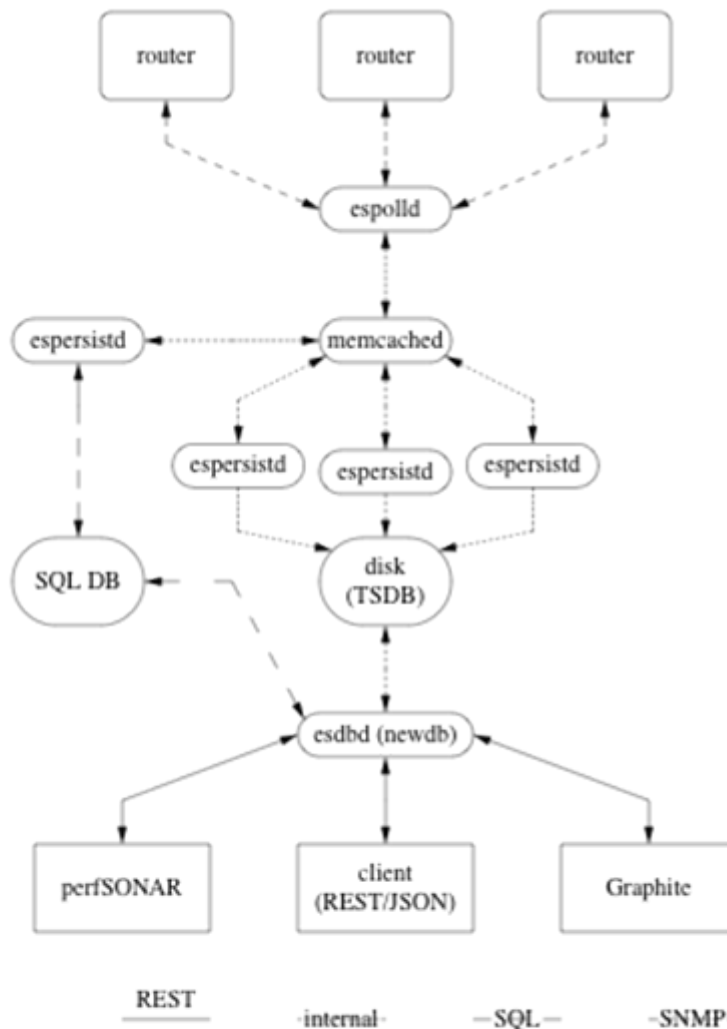 router
router
router
espolld
espersistd
memcached
espersistd
espersistd
espersistd
SQL DB
disk
(TSDB)
esdbd (newdb)
perfSONAR
client
(REST/JSON)
Graphite
REST
internal
SQL
SNMP